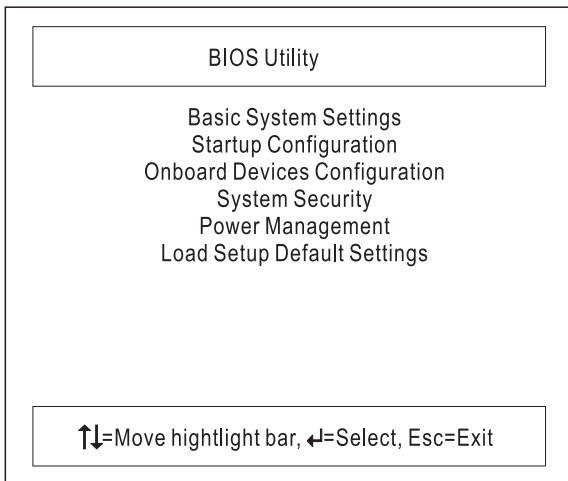 BIOS Utility
Basic System Settings
Startup Configuration
Onboard Devices Configuration
System Security
Power Management
Load Setup Default Settings
↑↓=Move hightlight bar, ↵=Select, Esc=Exit